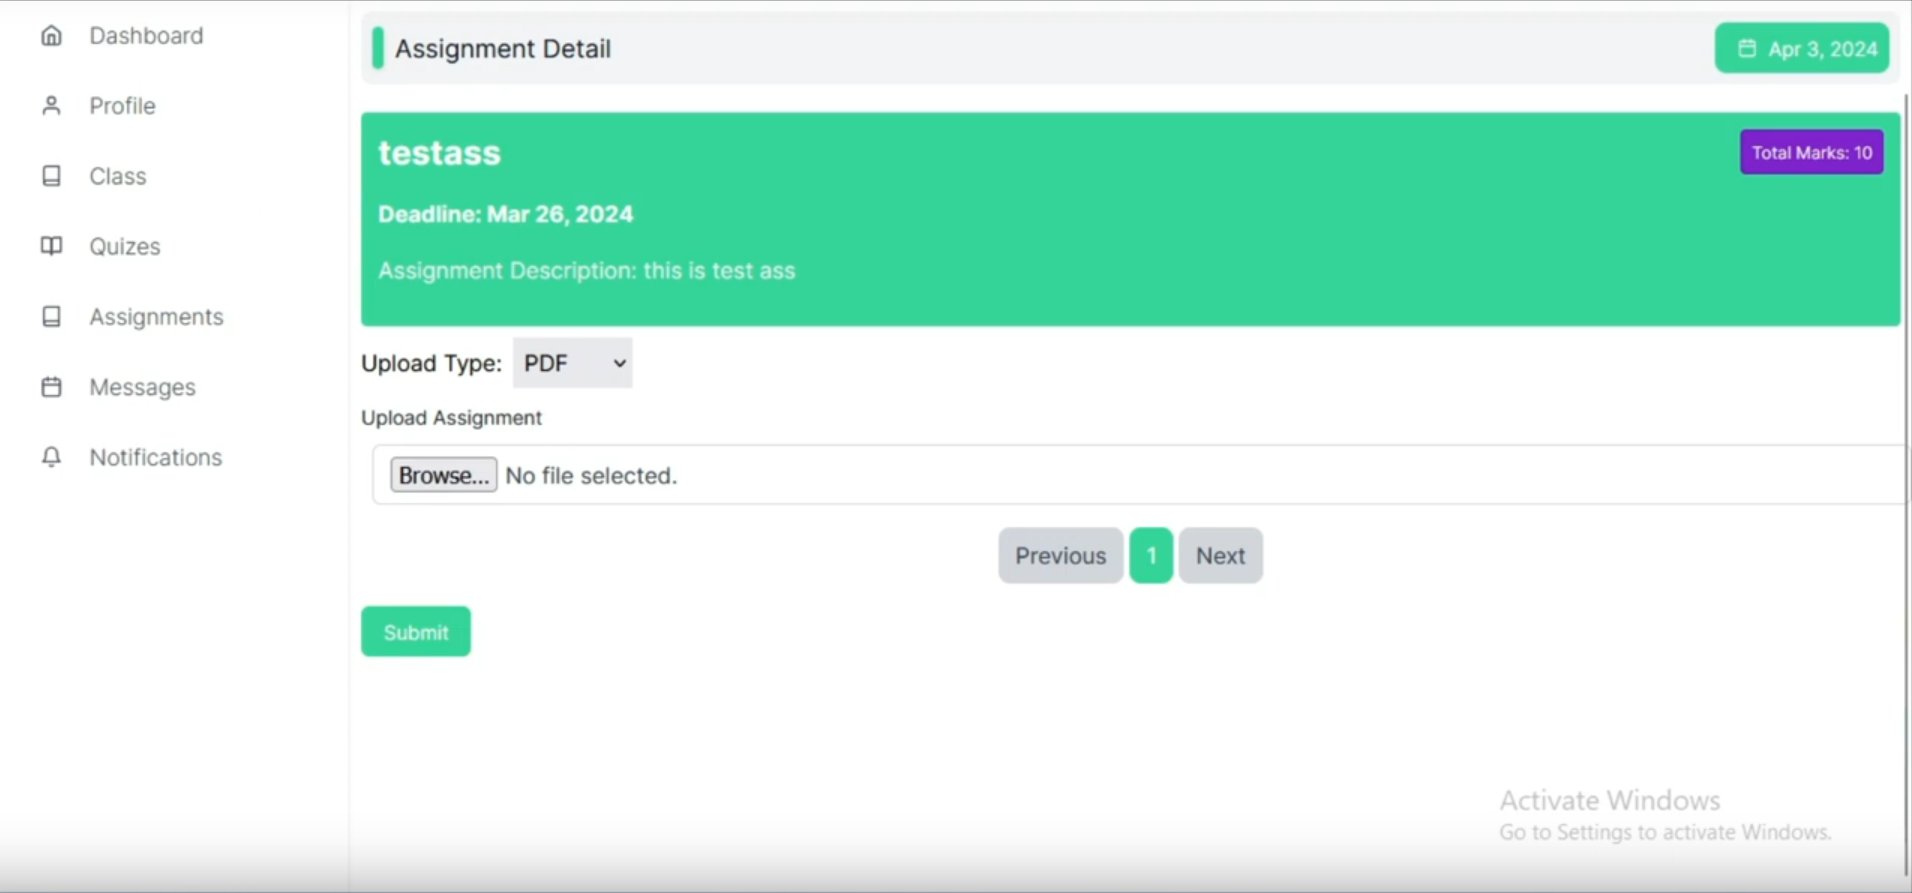 Dashboard
Profile
Class
Quizes
Assignments
Messages
Notifications
Assignment Detail
Apr 3, 2024
testass
Total Marks: 10
Deadline: Mar 26, 2024
Assignment Description: this is test ass
Upload Type: PDF
Upload Assignment
Browse... No file selected.
Previous 1 Next
Submit
Activate Windows
Go to Settings to activate Windows.